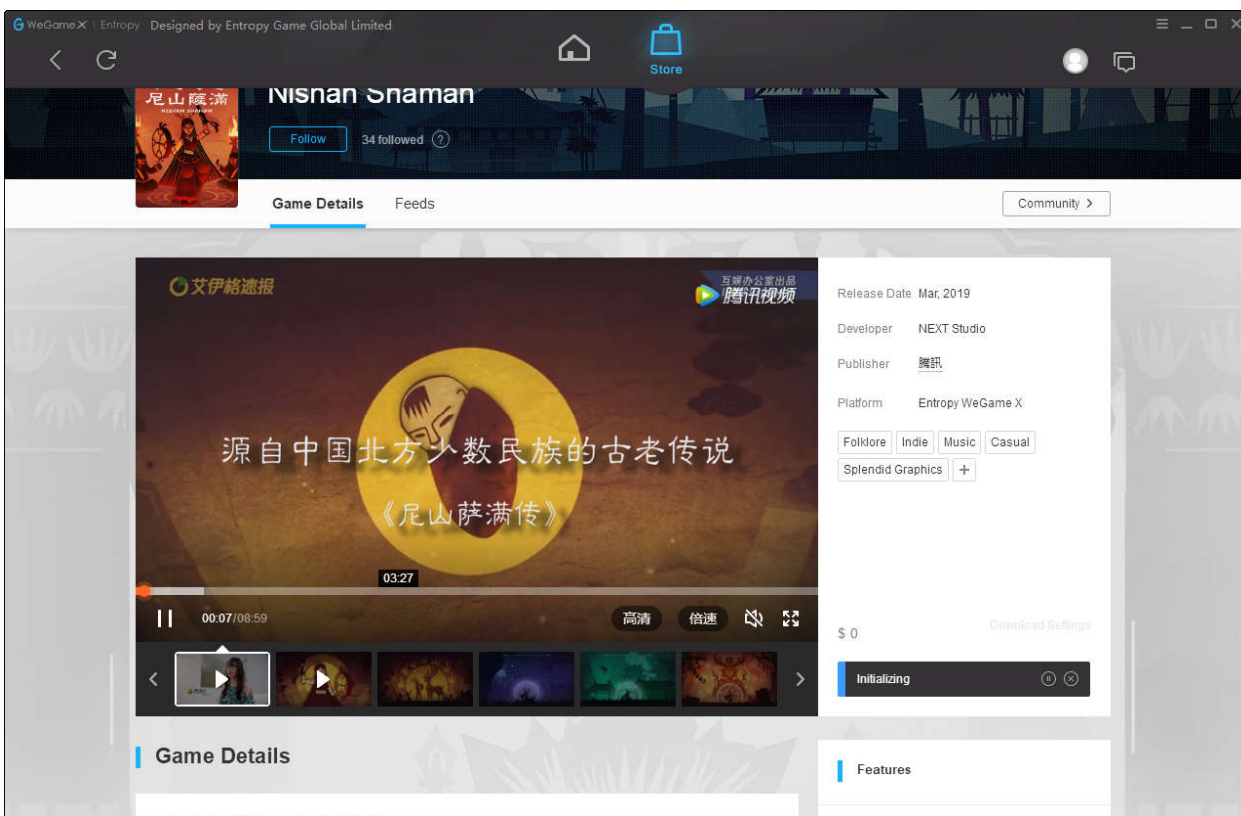 WeGameX | Entropy Designed by Entropy Game Global Limited
Store
尼山薩滿
NISHAN SHAMAN
Nishan Shaman
Follow
34 followed ?
Game Details
Feeds
Community >
艾伊格速报
互娱办公室出品
腾讯视频
源自中国北方少数民族的古老传说
《尼山萨满传》
03:27
00:07/08:59
高清
倍速
Release Date Mar, 2019
Developer NEXT Studio
Publisher 騰訊
Platform Entropy WeGame X
Folklore
Indie
Music
Casual
Splendid Graphics
+
$ 0
Download Settings
Initializing
Game Details
Features